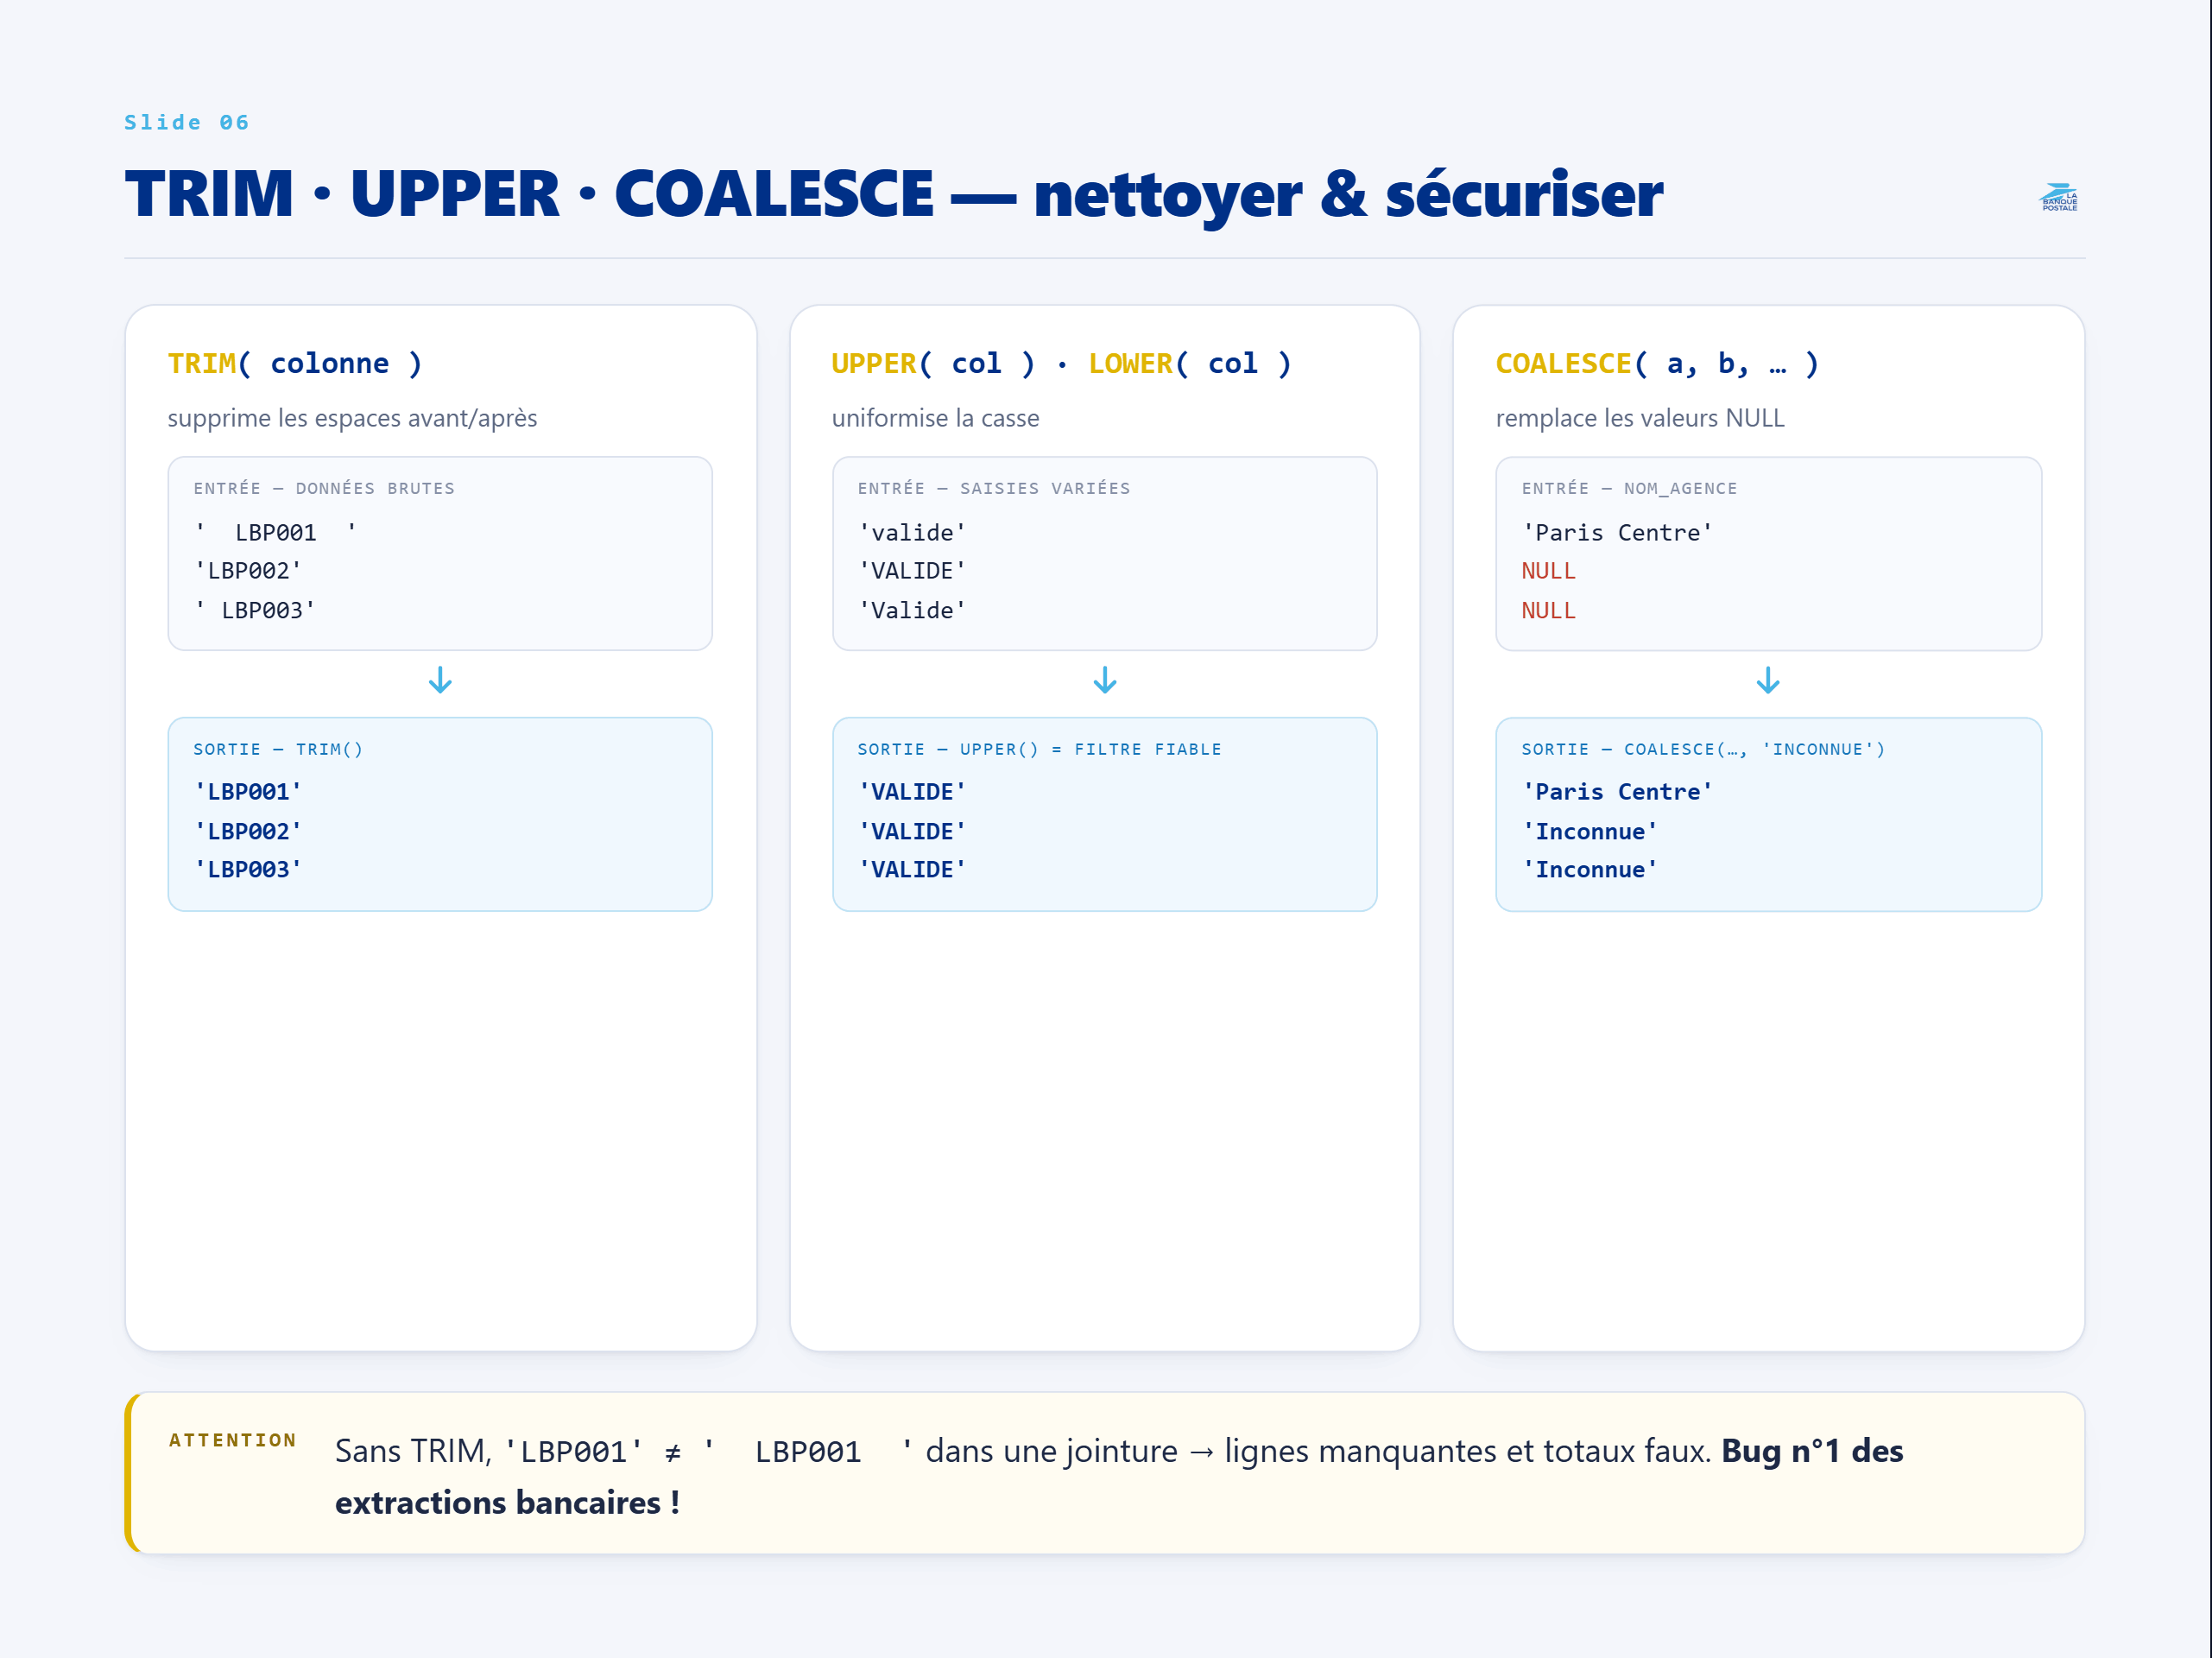 Slide 06
TRIM · UPPER · COALESCE — nettoyer & sécuriser
LA
BANQUE
POSTALE
TRIM( colonne )
supprime les espaces avant/après
ENTRÉE — DONNÉES BRUTES
'  LBP001  '
'LBP002'
' LBP003'
↓
SORTIE — TRIM()
'LBP001'
'LBP002'
'LBP003'
UPPER( col ) · LOWER( col )
uniformise la casse
ENTRÉE — SAISIES VARIÉES
'valide'
'VALIDE'
'Valide'
↓
SORTIE — UPPER() = FILTRE FIABLE
'VALIDE'
'VALIDE'
'VALIDE'
COALESCE( a, b, … )
remplace les valeurs NULL
ENTRÉE — NOM_AGENCE
'Paris Centre'
NULL
NULL
↓
SORTIE — COALESCE(…, 'INCONNUE')
'Paris Centre'
'Inconnue'
'Inconnue'
ATTENTION
Sans TRIM, 'LBP001' ≠ '  LBP001  ' dans une jointure → lignes manquantes et totaux faux. Bug n°1 des
extractions bancaires !